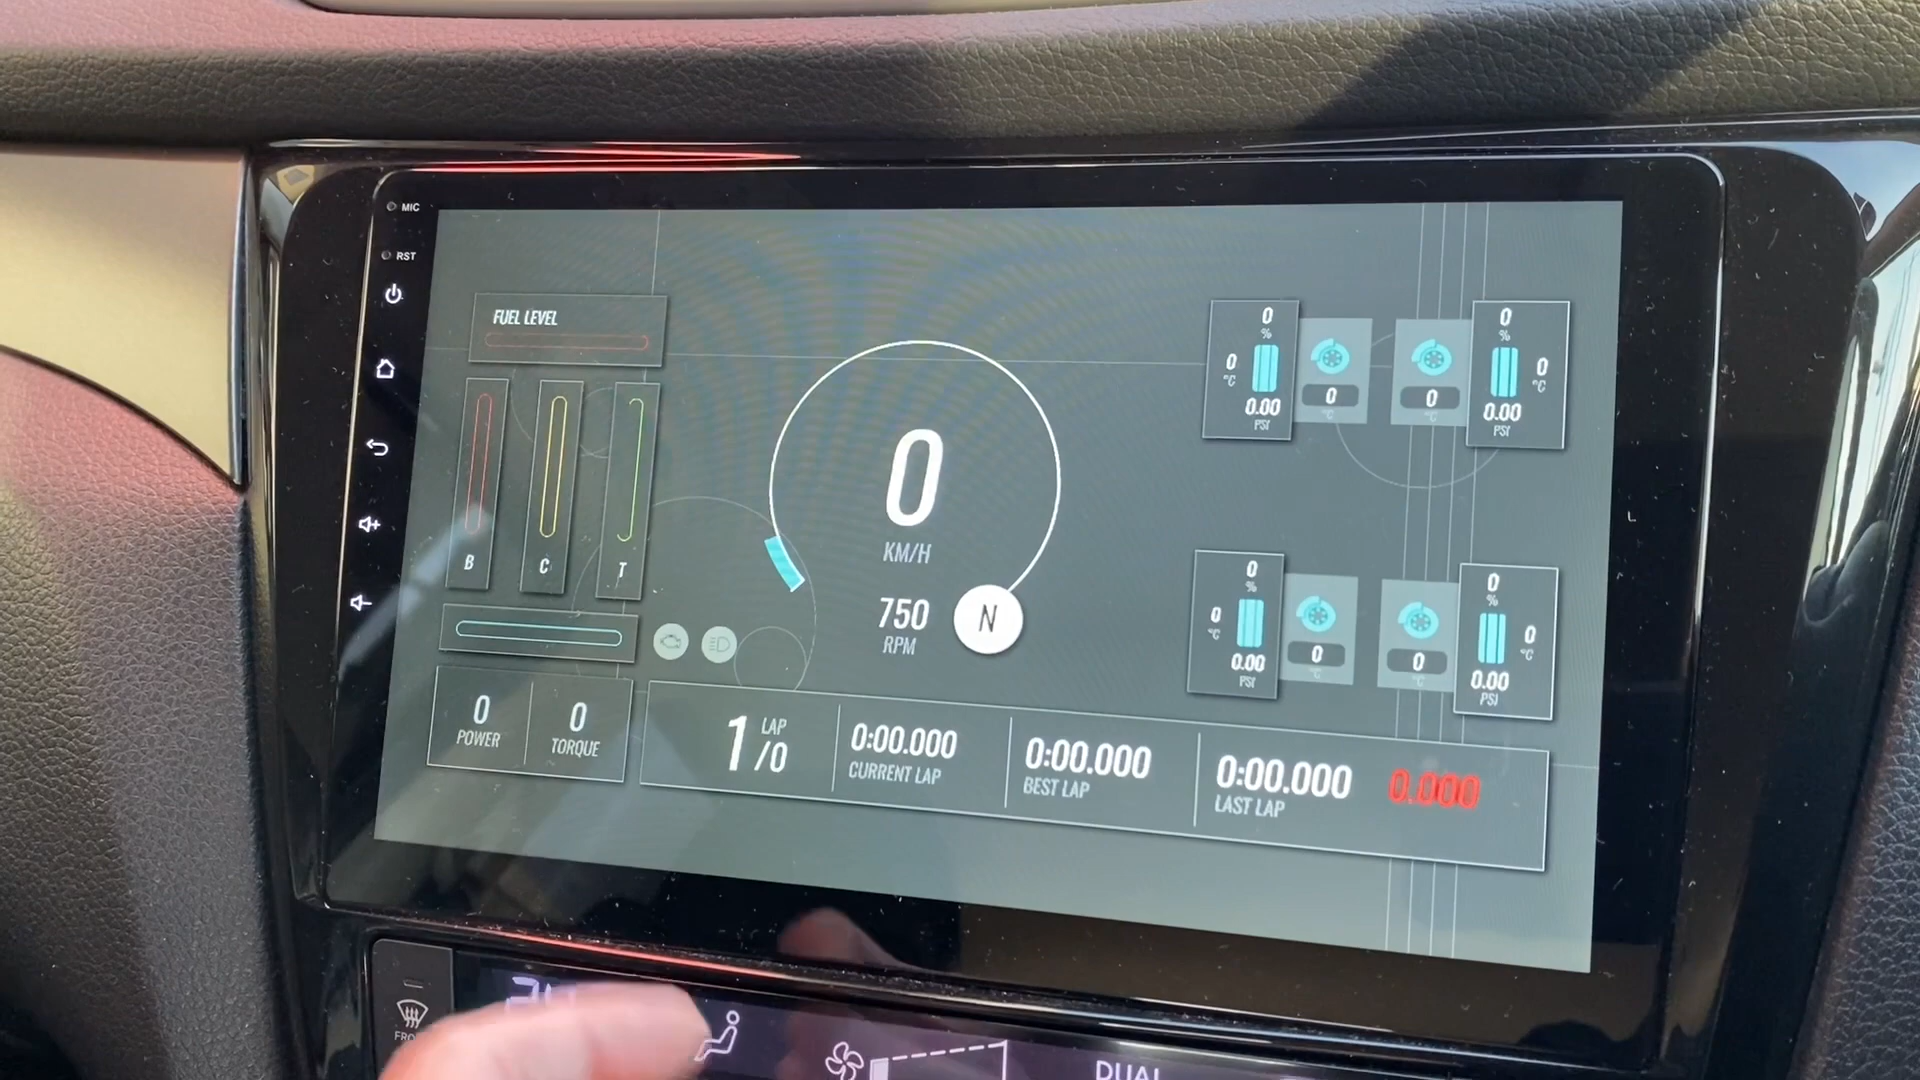 MIC
RST
FUEL LEVEL
B
C
T
0
POWER
0
TORQUE
0
KM/H
750
RPM
N
0
%
0
°C
0.00
PSI
0
°C
0
°C
0
%
0
°C
0.00
PSI
0
%
0
°C
0.00
PSI
0
°C
0
°C
0
%
0
°C
0.00
PSI
1 LAP
/0
0:00.000
CURRENT LAP
0:00.000
BEST LAP
0:00.000
LAST LAP
0.000
DUAL